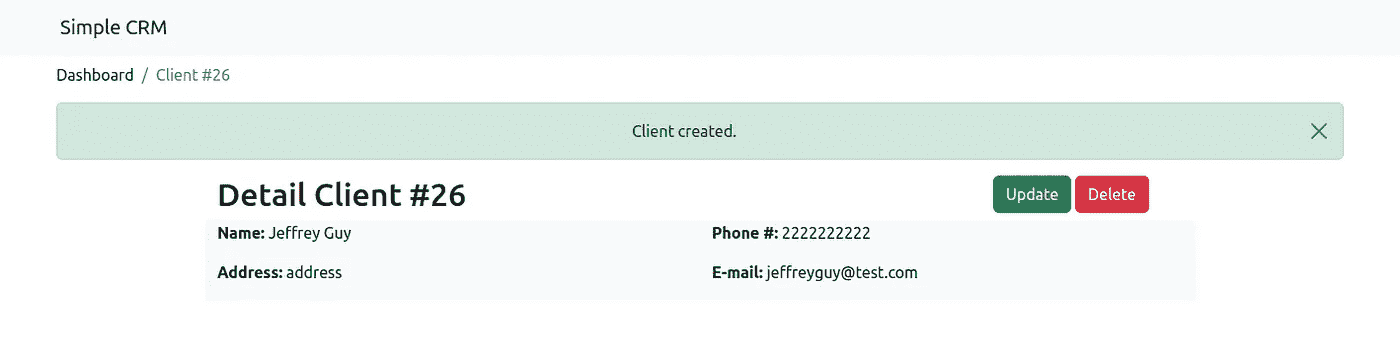 Simple CRM
Dashboard / Client #26
Client created.
Detail Client #26
Update Delete
Name: Jeffrey Guy
Phone #: 2222222222
Address: address
E-mail: jeffreyguy@test.com